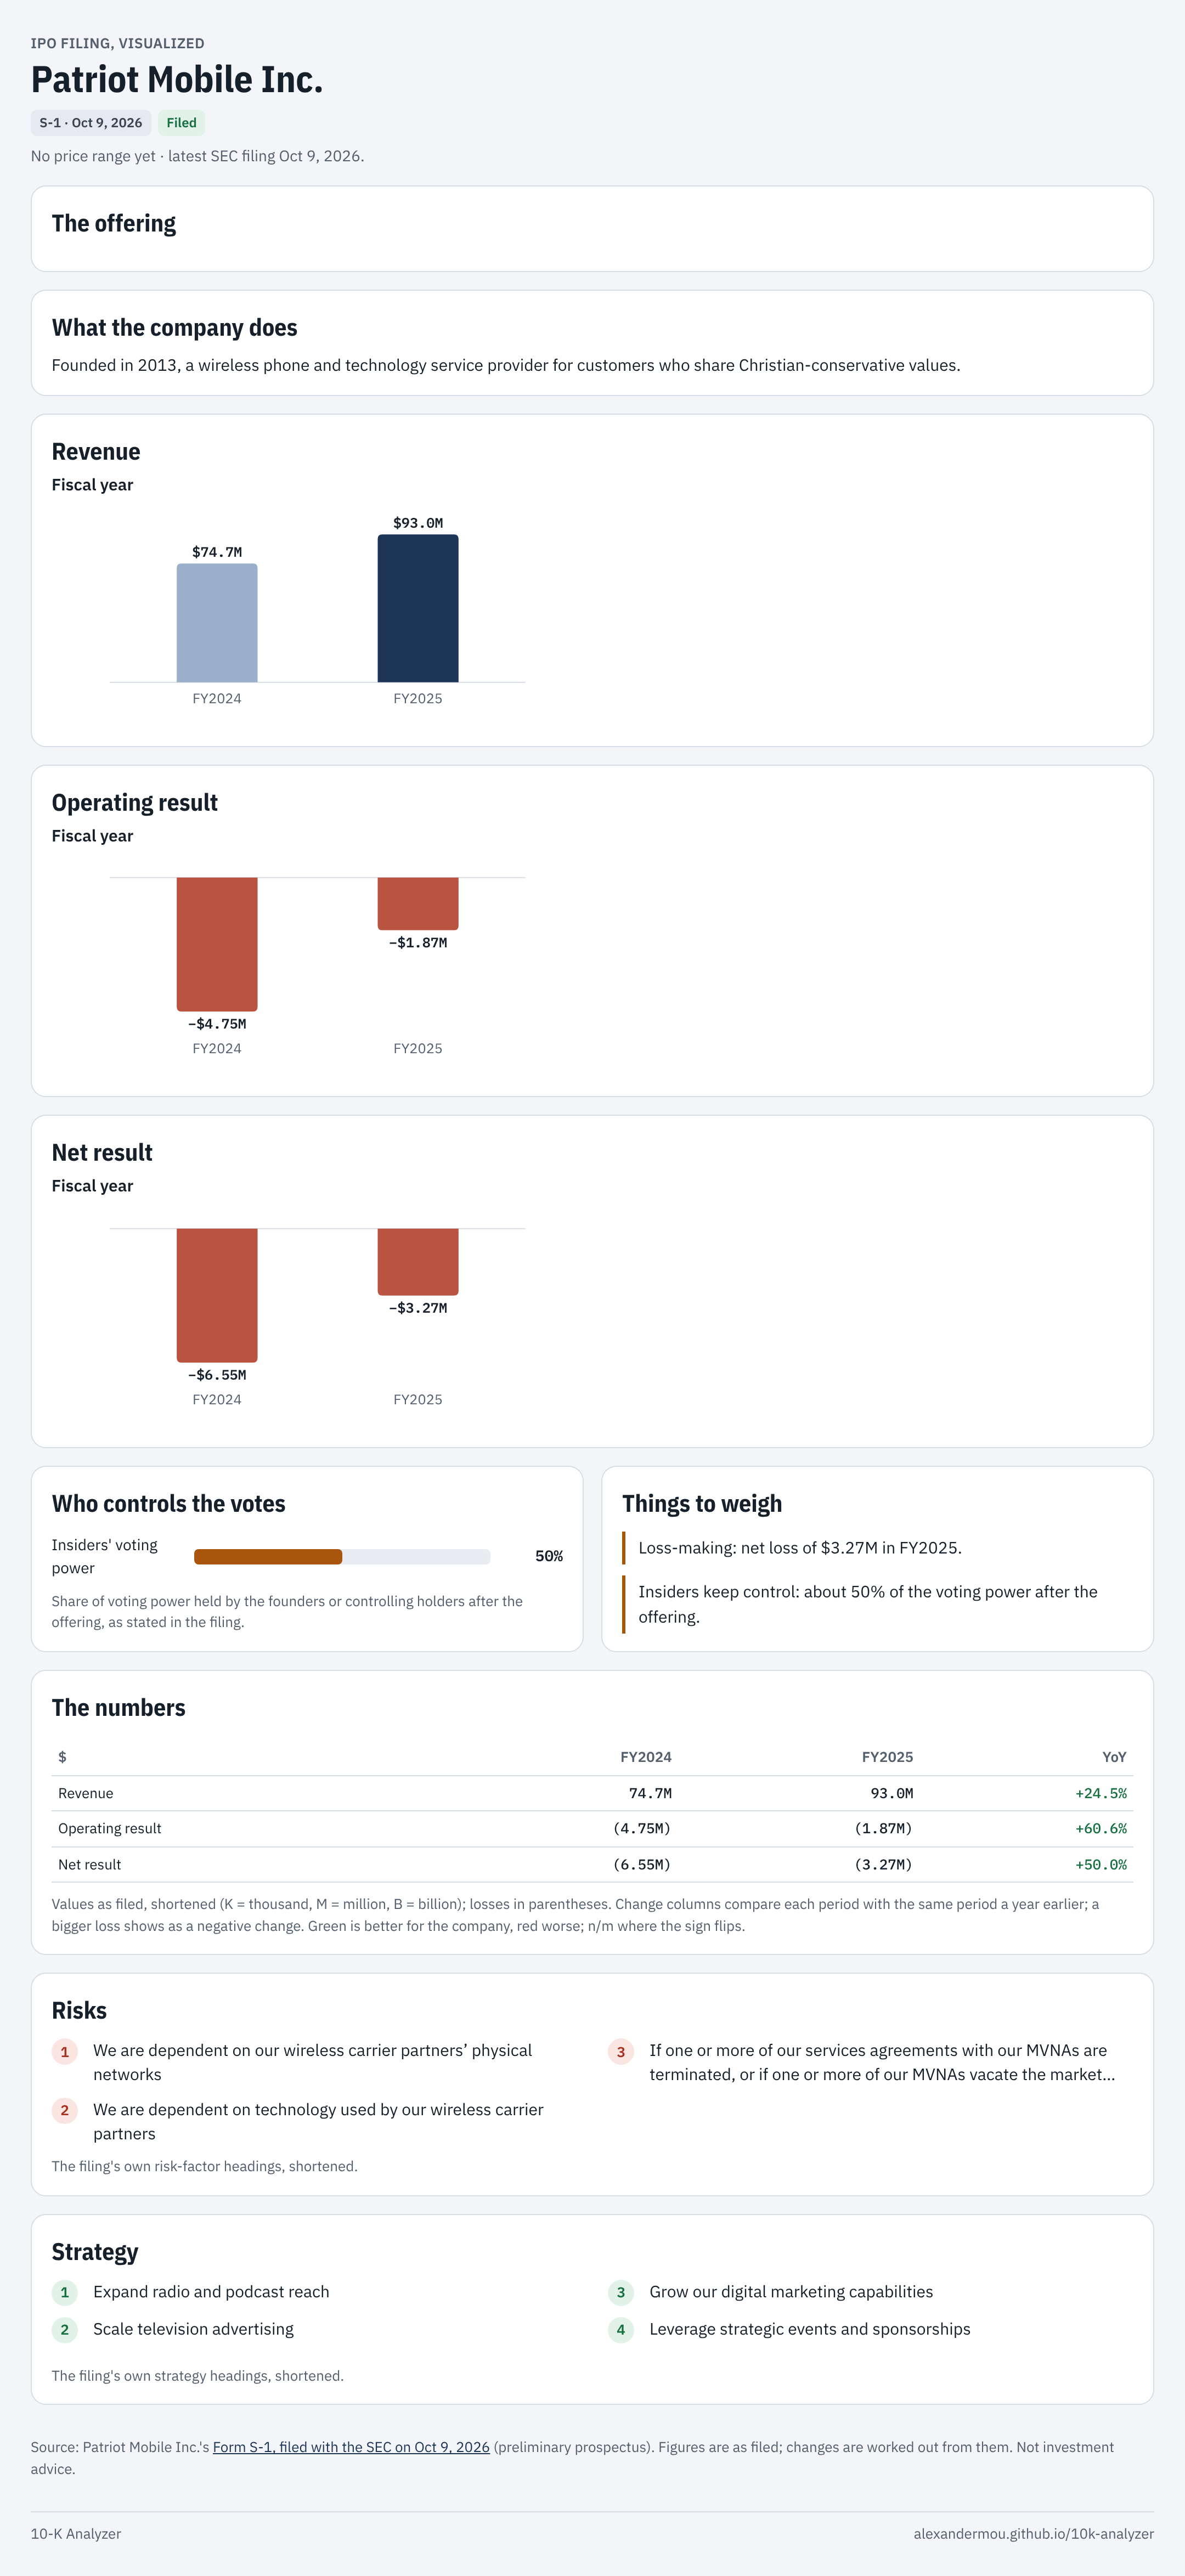 IPO FILING, VISUALIZED
Patriot Mobile Inc.
S-1 · Oct 9, 2026 Filed
No price range yet · latest SEC filing Oct 9, 2026.
The offering
What the company does
Founded in 2013, a wireless phone and technology service provider for customers who share Christian-conservative values.
Revenue
Fiscal year
$74.7M
$93.0M
FY2024
FY2025
Operating result
Fiscal year
−$4.75M
−$1.87M
FY2024
FY2025
Net result
Fiscal year
−$6.55M
−$3.27M
FY2024
FY2025
Who controls the votes
Insiders' voting
power
50%
Share of voting power held by the founders or controlling holders after the
offering, as stated in the filing.
Things to weigh
Loss-making: net loss of $3.27M in FY2025.
Insiders keep control: about 50% of the voting power after the
offering.
The numbers
$ FY2024 FY2025 YoY
Revenue 74.7M 93.0M +24.5%
Operating result (4.75M) (1.87M) +60.6%
Net result (6.55M) (3.27M) +50.0%
Values as filed, shortened (K = thousand, M = million, B = billion); losses in parentheses. Change columns compare each period with the same period a year earlier; a
bigger loss shows as a negative change. Green is better for the company, red worse; n/m where the sign flips.
Risks
1 We are dependent on our wireless carrier partners’ physical
networks
2 We are dependent on technology used by our wireless carrier
partners
3 If one or more of our services agreements with our MVNAs are
terminated, or if one or more of our MVNAs vacate the market…
The filing's own risk-factor headings, shortened.
Strategy
1 Expand radio and podcast reach
2 Scale television advertising
3 Grow our digital marketing capabilities
4 Leverage strategic events and sponsorships
The filing's own strategy headings, shortened.
Source: Patriot Mobile Inc.'s Form S-1, filed with the SEC on Oct 9, 2026 (preliminary prospectus). Figures are as filed; changes are worked out from them. Not investment
advice.
10-K Analyzer
alexandermou.github.io/10k-analyzer